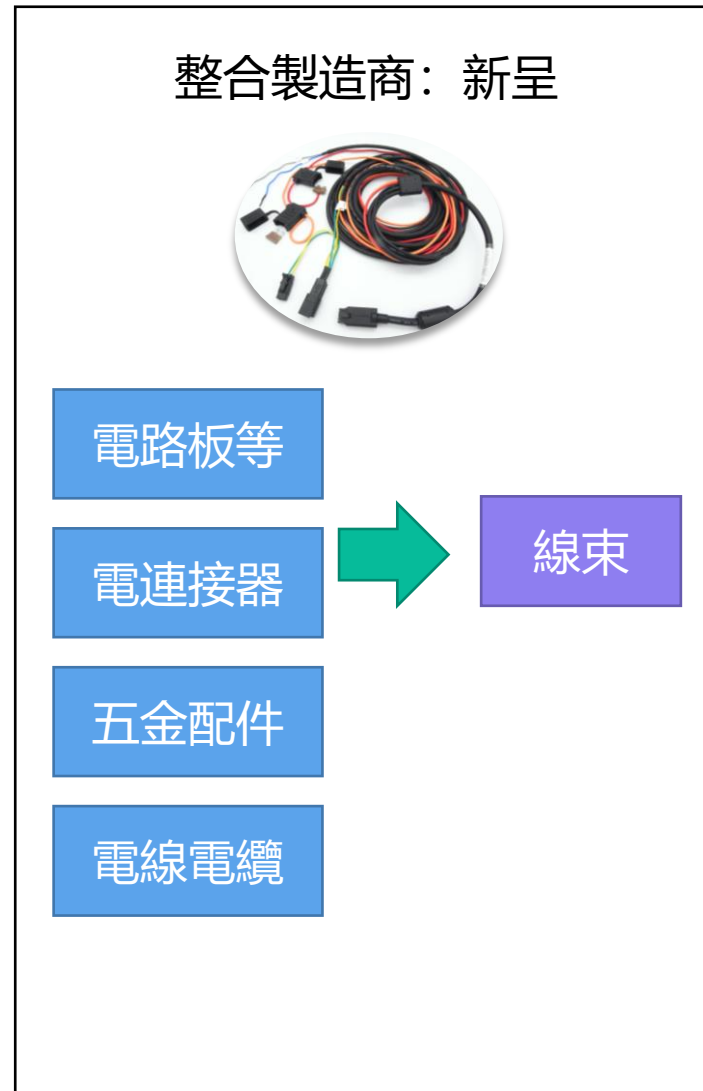 整合製造商：新呈
電路板等
電連接器
線束
五金配件
電線電纜